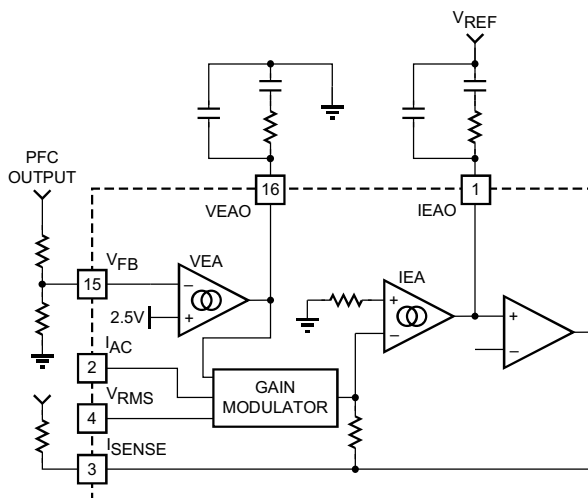 VREF
PFC
OUTPUT
16
1
VEAO
IEAO
VFB
VEA
IEA
15
−
+
+
2.5V
+
−
−
IAC
2
GAIN
MODULATOR
VRMS
4
ISENSE
3